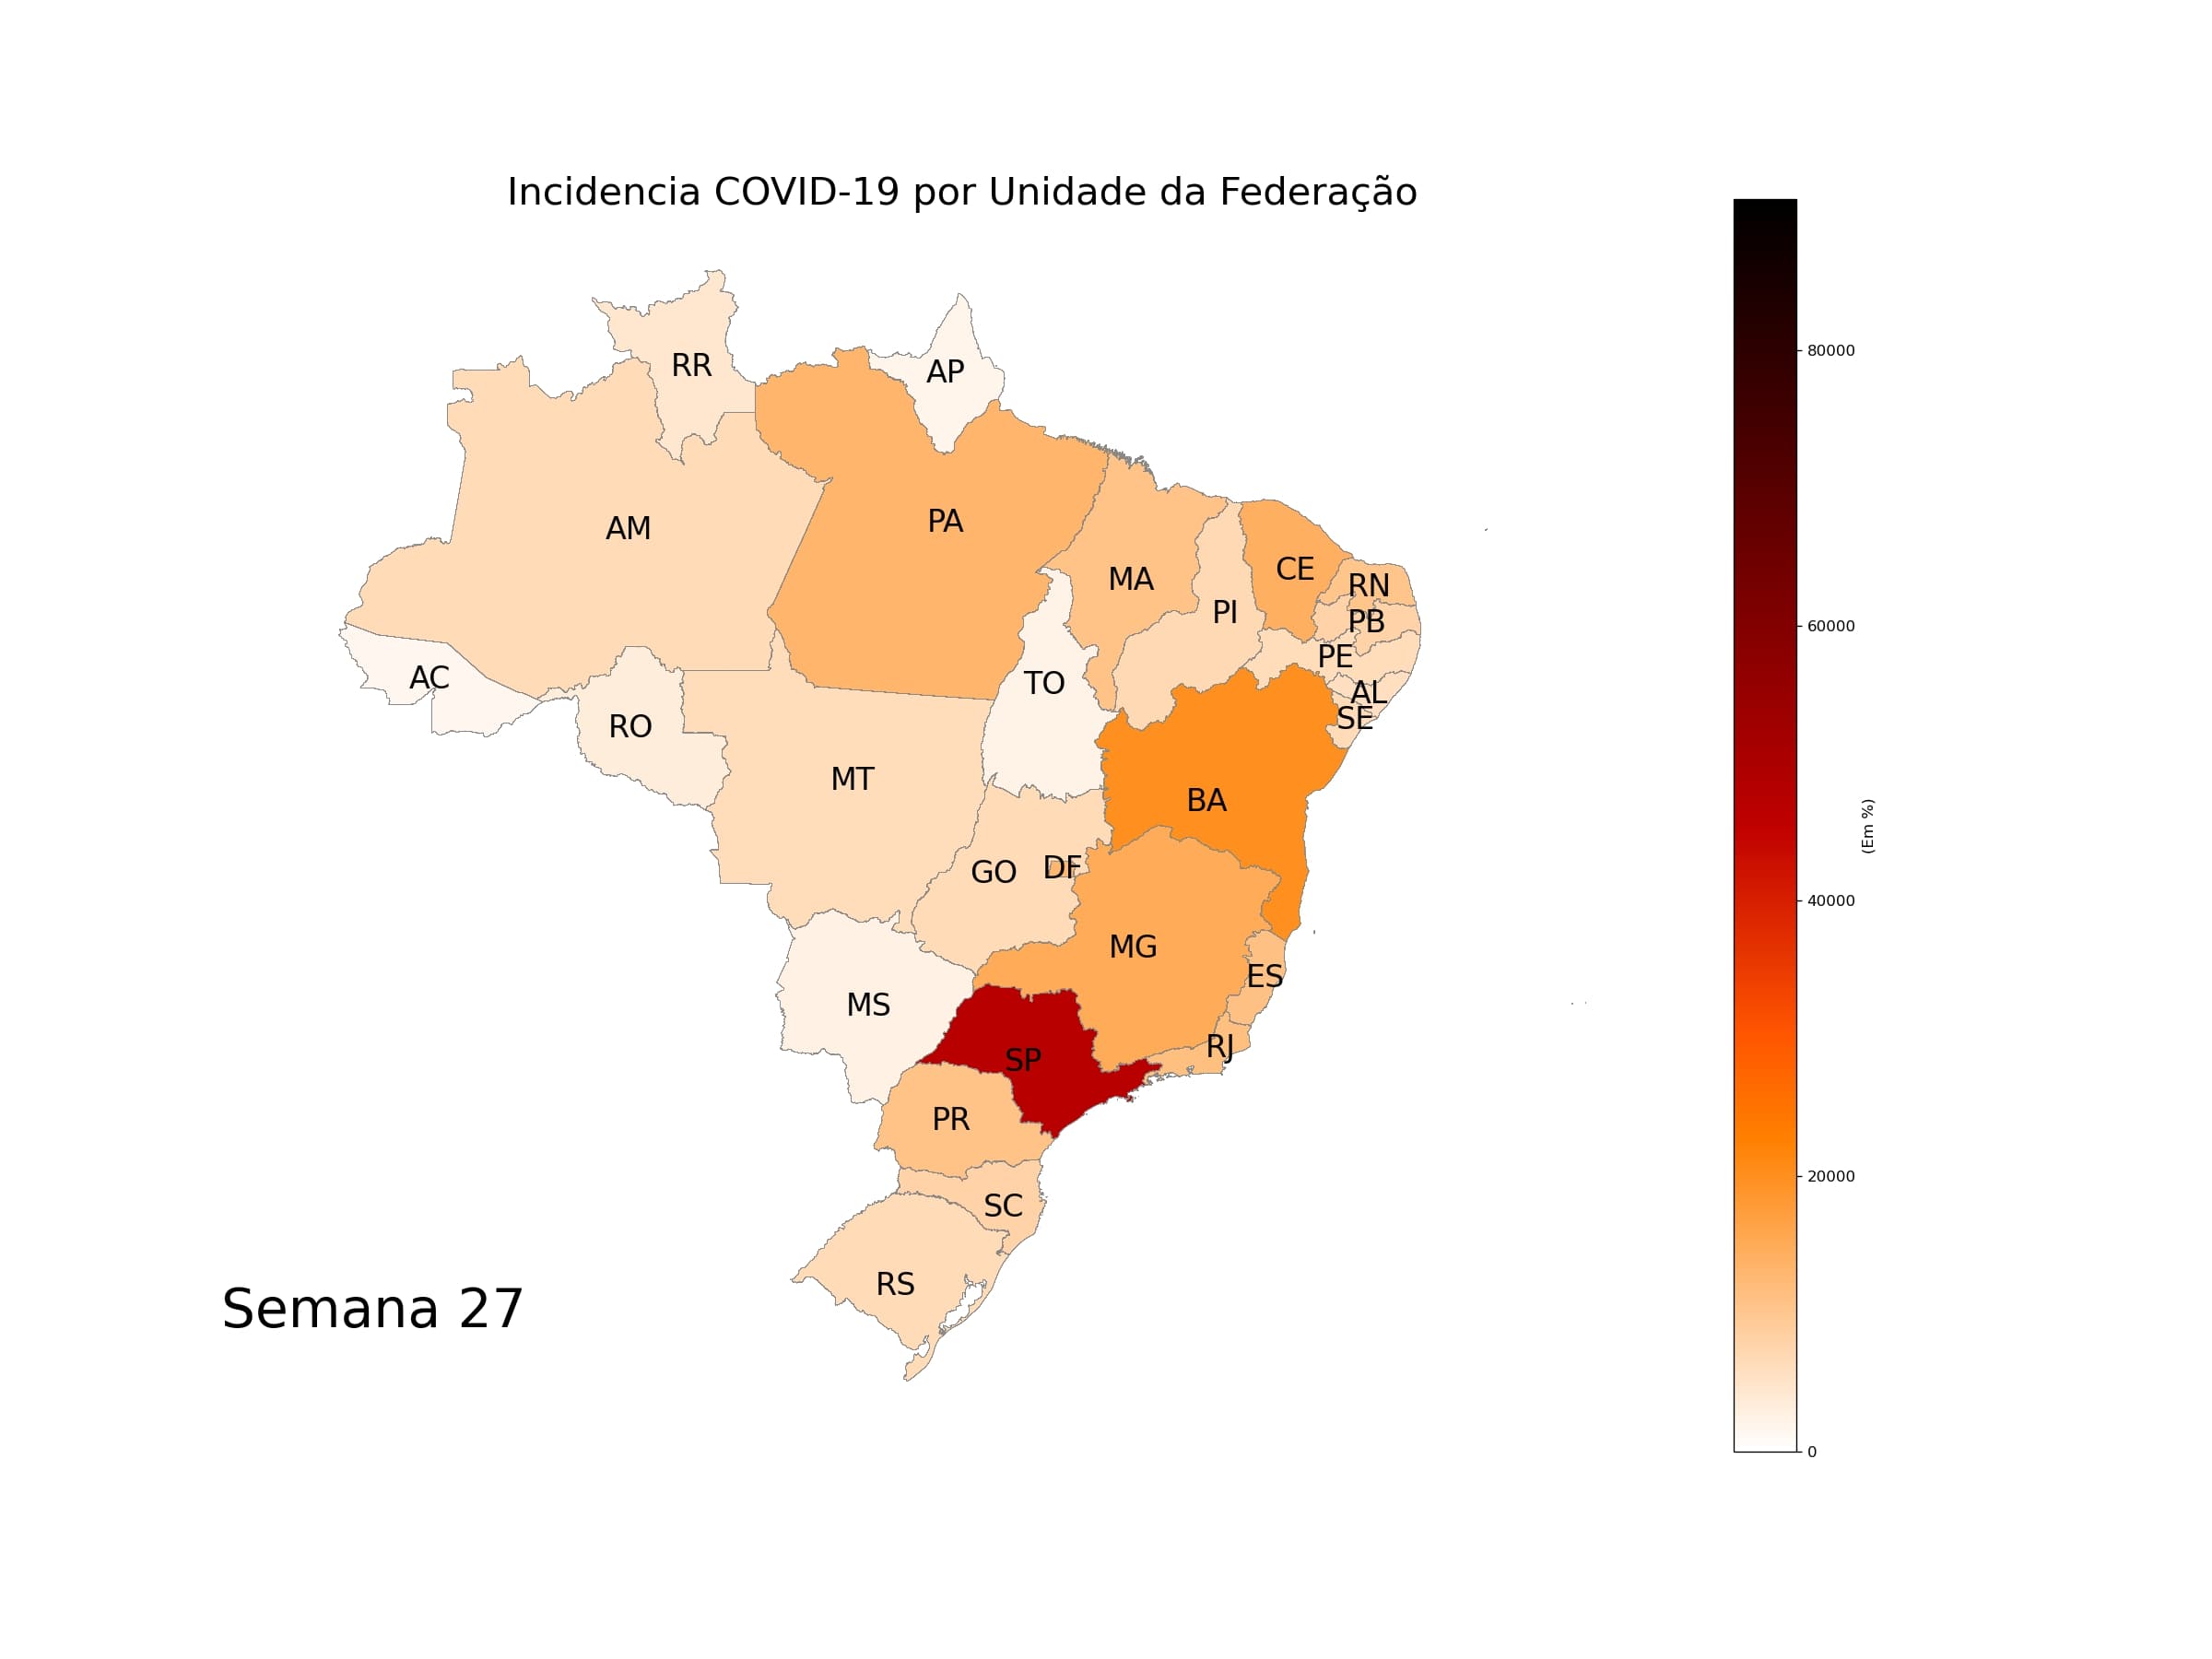 Incidencia COVID-19 por Unidade da Federação
RR
AP
AM
PA
MA
CE
RN
PI
PB
PE
AC
TO
AL
SE
RO
MT
BA
GO
DF
MG
ES
MS
RJ
SP
PR
SC
RS
Semana 27
80000
60000
40000
20000
0
(Em %)